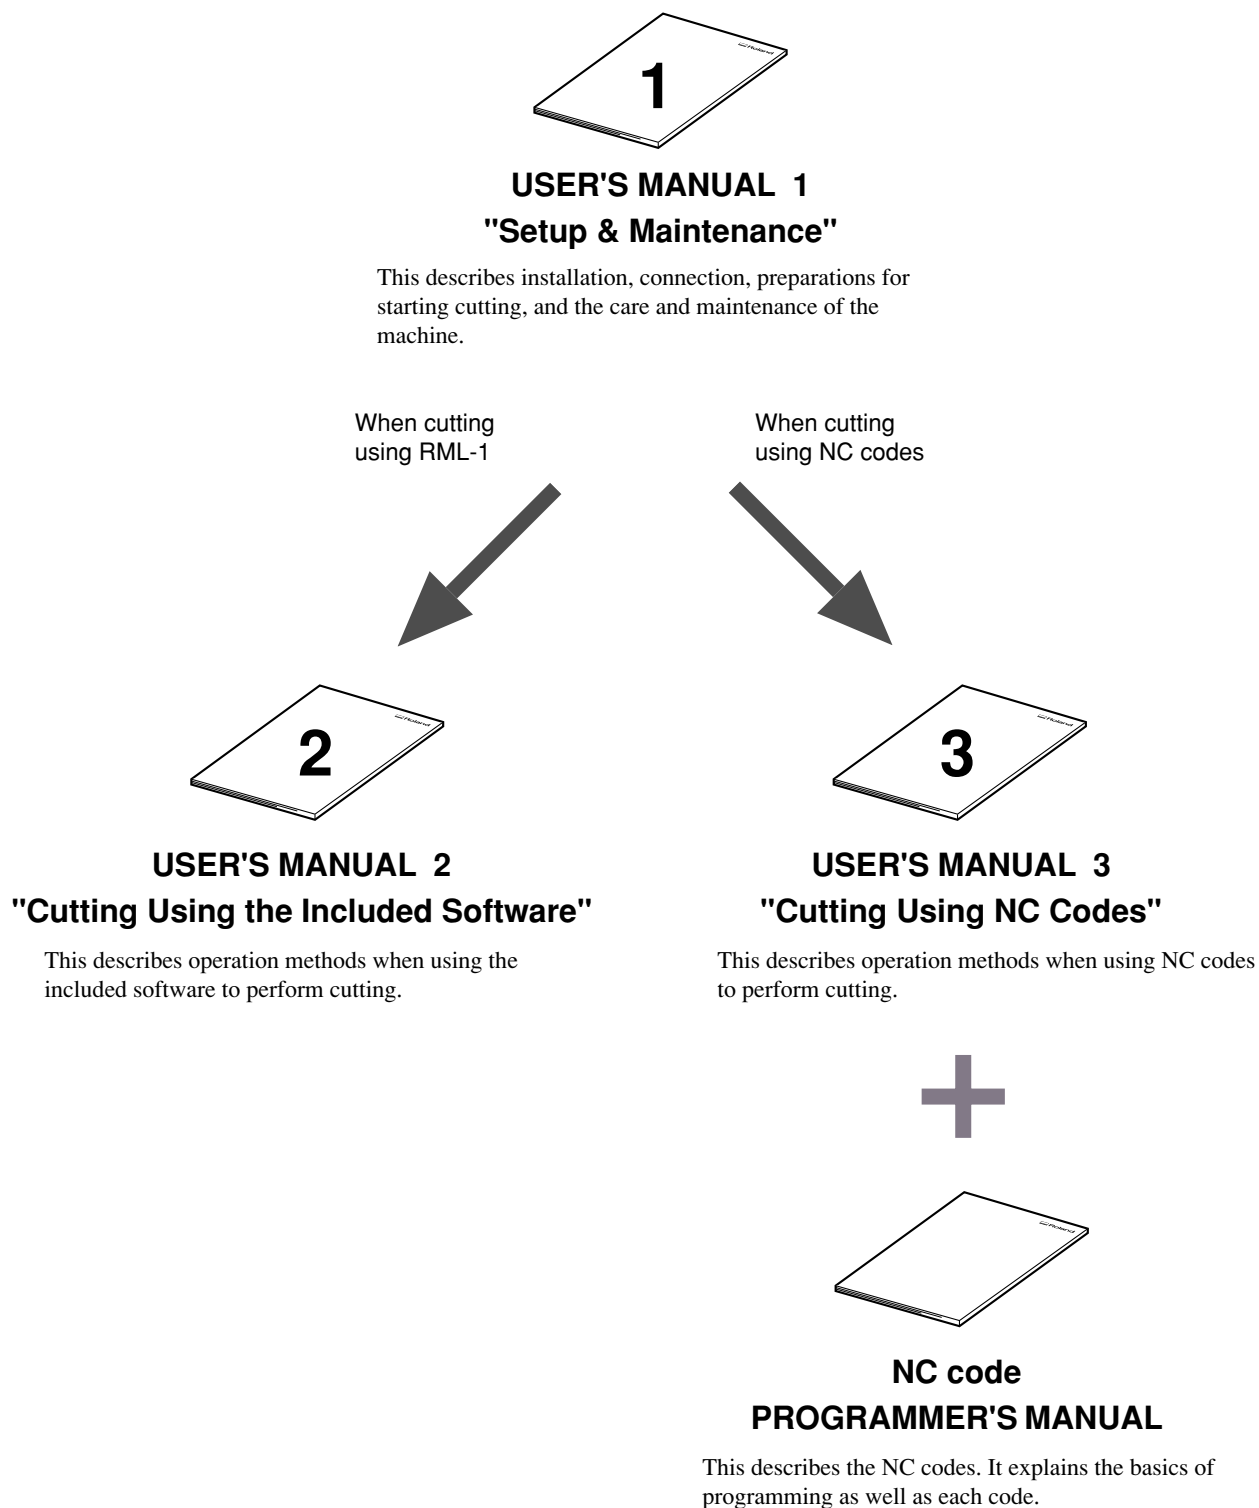 Roland
1
USER'S MANUAL 1
"Setup & Maintenance"
This describes installation, connection, preparations for
starting cutting, and the care and maintenance of the
machine.
When cutting
using RML-1
When cutting
using NC codes
Roland
2
USER'S MANUAL 2
"Cutting Using the Included Software"
This describes operation methods when using the
included software to perform cutting.
Roland
3
USER'S MANUAL 3
"Cutting Using NC Codes"
This describes operation methods when using NC codes
to perform cutting.
Roland
NC code
PROGRAMMER'S MANUAL
This describes the NC codes. It explains the basics of
programming as well as each code.